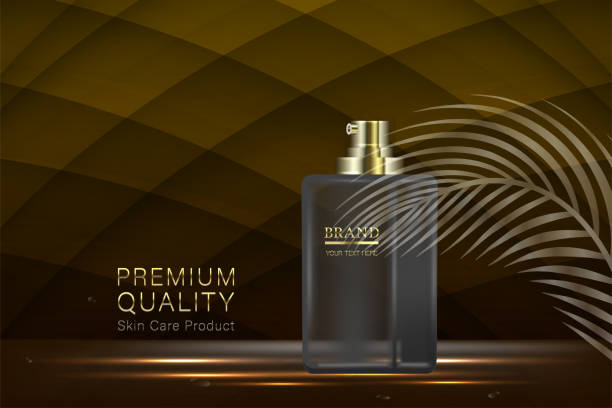 BRAND
YOUR TEXT HERE
PREMIUM
QUALITY
Skin Care Product